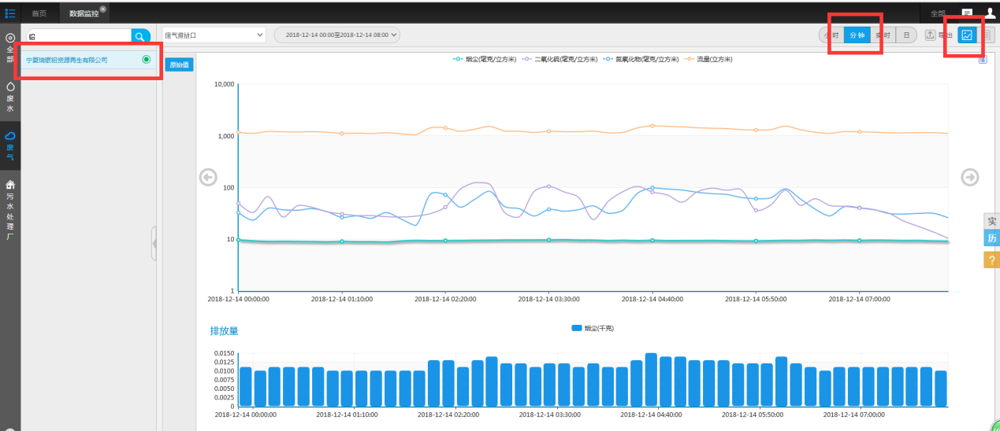 首页
数据监控
全部
全部
废水
废气
污水处理厂
铅
宁夏瑞银铅资源再生有限公司
废气排放口
2018-12-14 00:00至2018-12-14 08:00
小时
分钟
实时
日
导出
原始值
烟尘(毫克/立方米)
二氧化硫(毫克/立方米)
氮氧化物(毫克/立方米)
流量(立方米)
10,000
1,000
100
10
1
2018-12-14 00:00:00
2018-12-14 01:10:00
2018-12-14 02:20:00
2018-12-14 03:30:00
2018-12-14 04:40:00
2018-12-14 05:50:00
2018-12-14 07:00:00
实
历
?
排放量
烟尘(千克)
0.0150
0.0125
0.0100
0.0075
0.0050
0.0025
0
2018-12-14 00:00:00
2018-12-14 01:10:00
2018-12-14 02:20:00
2018-12-14 03:30:00
2018-12-14 04:40:00
2018-12-14 05:50:00
2018-12-14 07:00:00